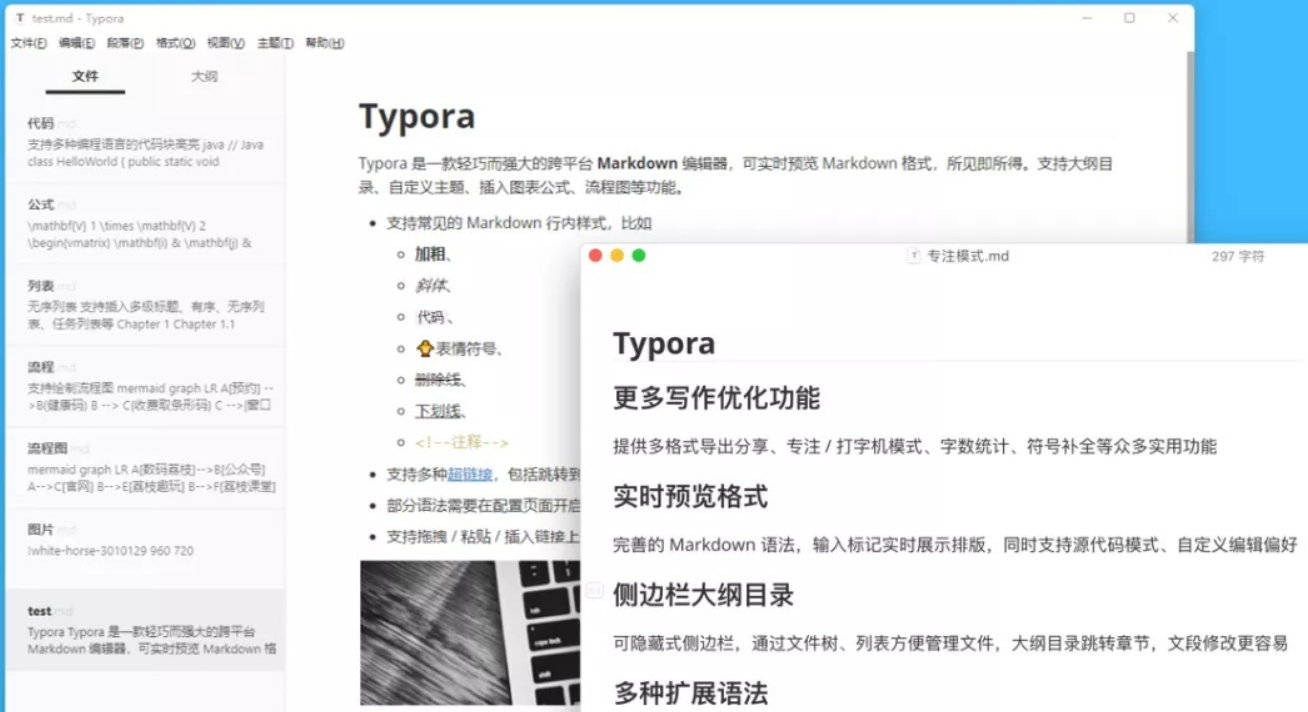 test.md - Typora
文件(F) 编辑(E) 段落(P) 格式(O) 视图(V) 主题(T) 帮助(H)
文件 大纲
代码.md
支持多种编程语言的代码块高亮 java // Java
class HelloWorld { public static void
公式.md
\mathbf{V} 1 \times \mathbf{V} 2
\begin{vmatrix} \mathbf{i} & \mathbf{j} &
列表.md
无序列表 支持插入多级标题、有序、无序列
表、任务列表等 Chapter 1 Chapter 1.1
流程.md
支持绘制流程图 mermaid graph LR A[预约] --
>B(健康码) B --> C(收费取条形码) C -->|窗口
流程图.md
mermaid graph LR A[数码荔枝]-->B[公众号]
A-->C[官网] B-->E[荔枝趣玩] B-->F[荔枝课堂]
图片.md
!white-horse-3010129 960 720
test.md
Typora Typora 是一款轻巧而强大的跨平台
Markdown 编辑器，可实时预览 Markdown 格
Typora
Typora 是一款轻巧而强大的跨平台 Markdown 编辑器，可实时预览 Markdown 格式，所见即所得。支持大纲目
录、自定义主题、插入图表公式、流程图等功能。
支持常见的 Markdown 行内样式，比如
加粗、
斜体、
代码、
表情符号、
删除线、
下划线、
<!--注释-->
支持多种超链接，包括跳转到
部分语法需要在配置页面开启
支持拖拽 / 粘贴 / 插入链接上
tab
caps lock
shift
专注模式.md
297 字符
Typora
更多写作优化功能
提供多格式导出分享、专注 / 打字机模式、字数统计、符号补全等众多实用功能
实时预览格式
完善的 Markdown 语法，输入标记实时展示排版，同时支持源代码模式、自定义编辑偏好
侧边栏大纲目录
可隐藏式侧边栏，通过文件树、列表方便管理文件，大纲目录跳转章节，文段修改更容易
多种扩展语法